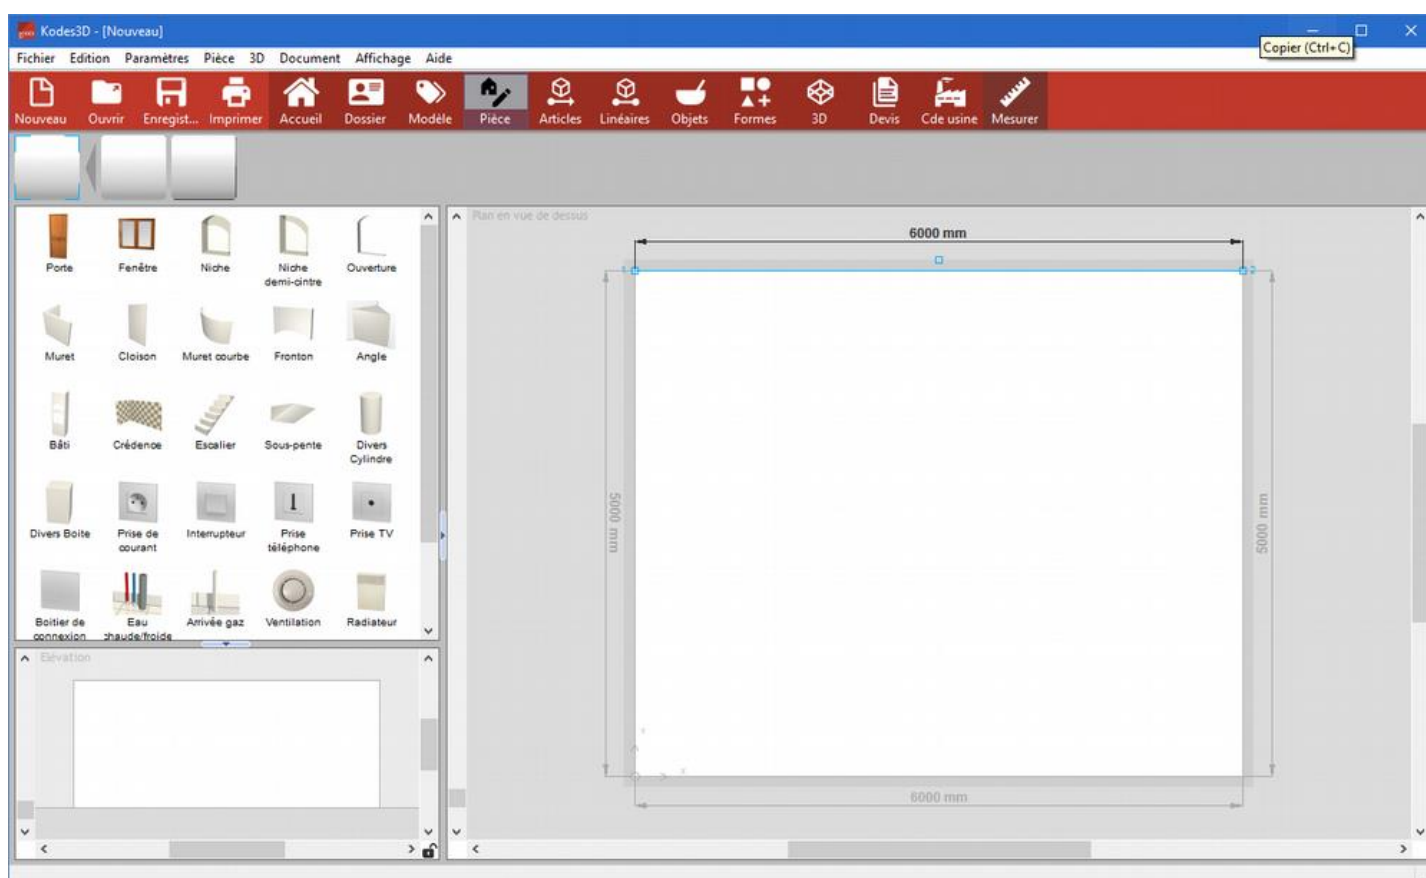 Kodes3D - [Nouveau]
Copier (Ctrl+C)
Fichier Edition Paramètres Pièce 3D Document Affichage Aide
Nouveau Ouvrir Enregist... Imprimer Accueil Dossier Modèle Pièce Articles Linéaires Objets Formes 3D Devis Cde usine Mesurer
Plan en vue de dessus
6000 mm
Porte Fenêtre Niche Niche demi-cintre Ouverture
Muret Cloison Muret courbe Fronton Angle
Bâti Crédence Escalier Sous-pente Divers Cylindre
Divers Boite Prise de courant Interrupteur Prise téléphone Prise TV
Boitier de connexion Eau chaude/froide Arrivée gaz Ventilation Radiateur
5000 mm
5000 mm
Elévation
6000 mm